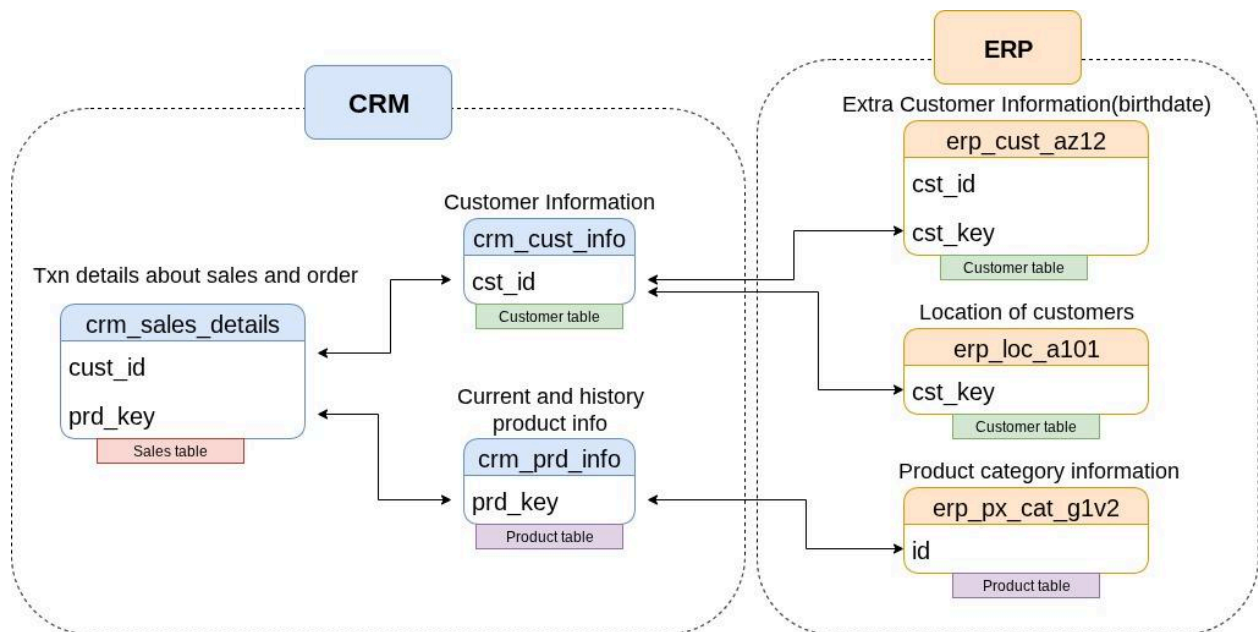 CRM
Txn details about sales and order
crm_sales_details
cust_id
prd_key
Sales table
Customer Information
crm_cust_info
cst_id
Customer table
Current and history
product info
crm_prd_info
prd_key
Product table
ERP
Extra Customer Information(birthdate)
erp_cust_az12
cst_id
cst_key
Customer table
Location of customers
erp_loc_a101
cst_key
Customer table
Product category information
erp_px_cat_g1v2
id
Product table